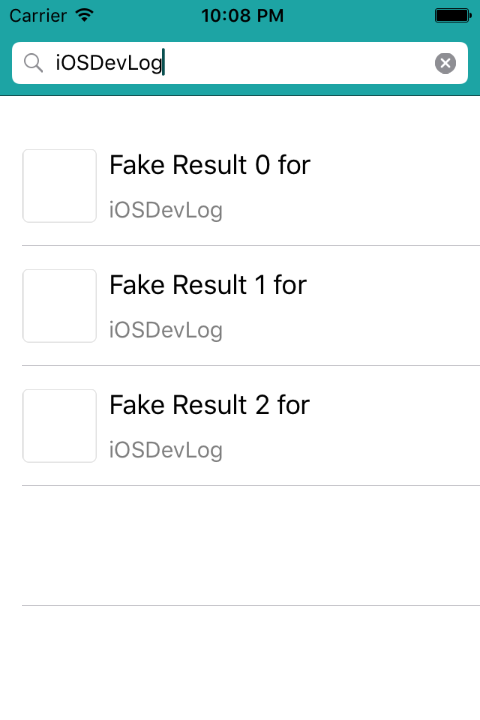 Carrier 10:08 PM
iOSDevLog
Fake Result 0 for
iOSDevLog
Fake Result 1 for
iOSDevLog
Fake Result 2 for
iOSDevLog